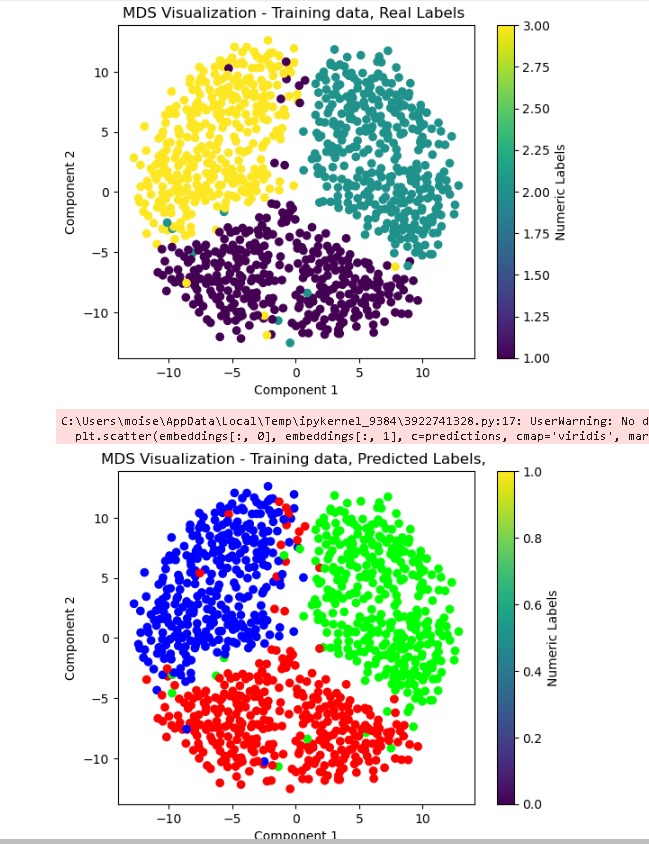 MDS Visualization - Training data, Real Labels
3.00
2.75
2.50
2.25
2.00
1.75
1.50
1.25
1.00
Numeric Labels
10
5
0
−5
−10
Component 2
−10 −5 0 5 10
Component 1
C:\Users\moise\AppData\Local\Temp\ipykernel_9384\3922741328.py:17: UserWarning: No d
plt.scatter(embeddings[:, 0], embeddings[:, 1], c=predictions, cmap='viridis', mar
MDS Visualization - Training data, Predicted Labels,
1.0
0.8
0.6
0.4
0.2
0.0
Numeric Labels
10
5
0
−5
−10
Component 2
−10 −5 0 5 10
Component 1